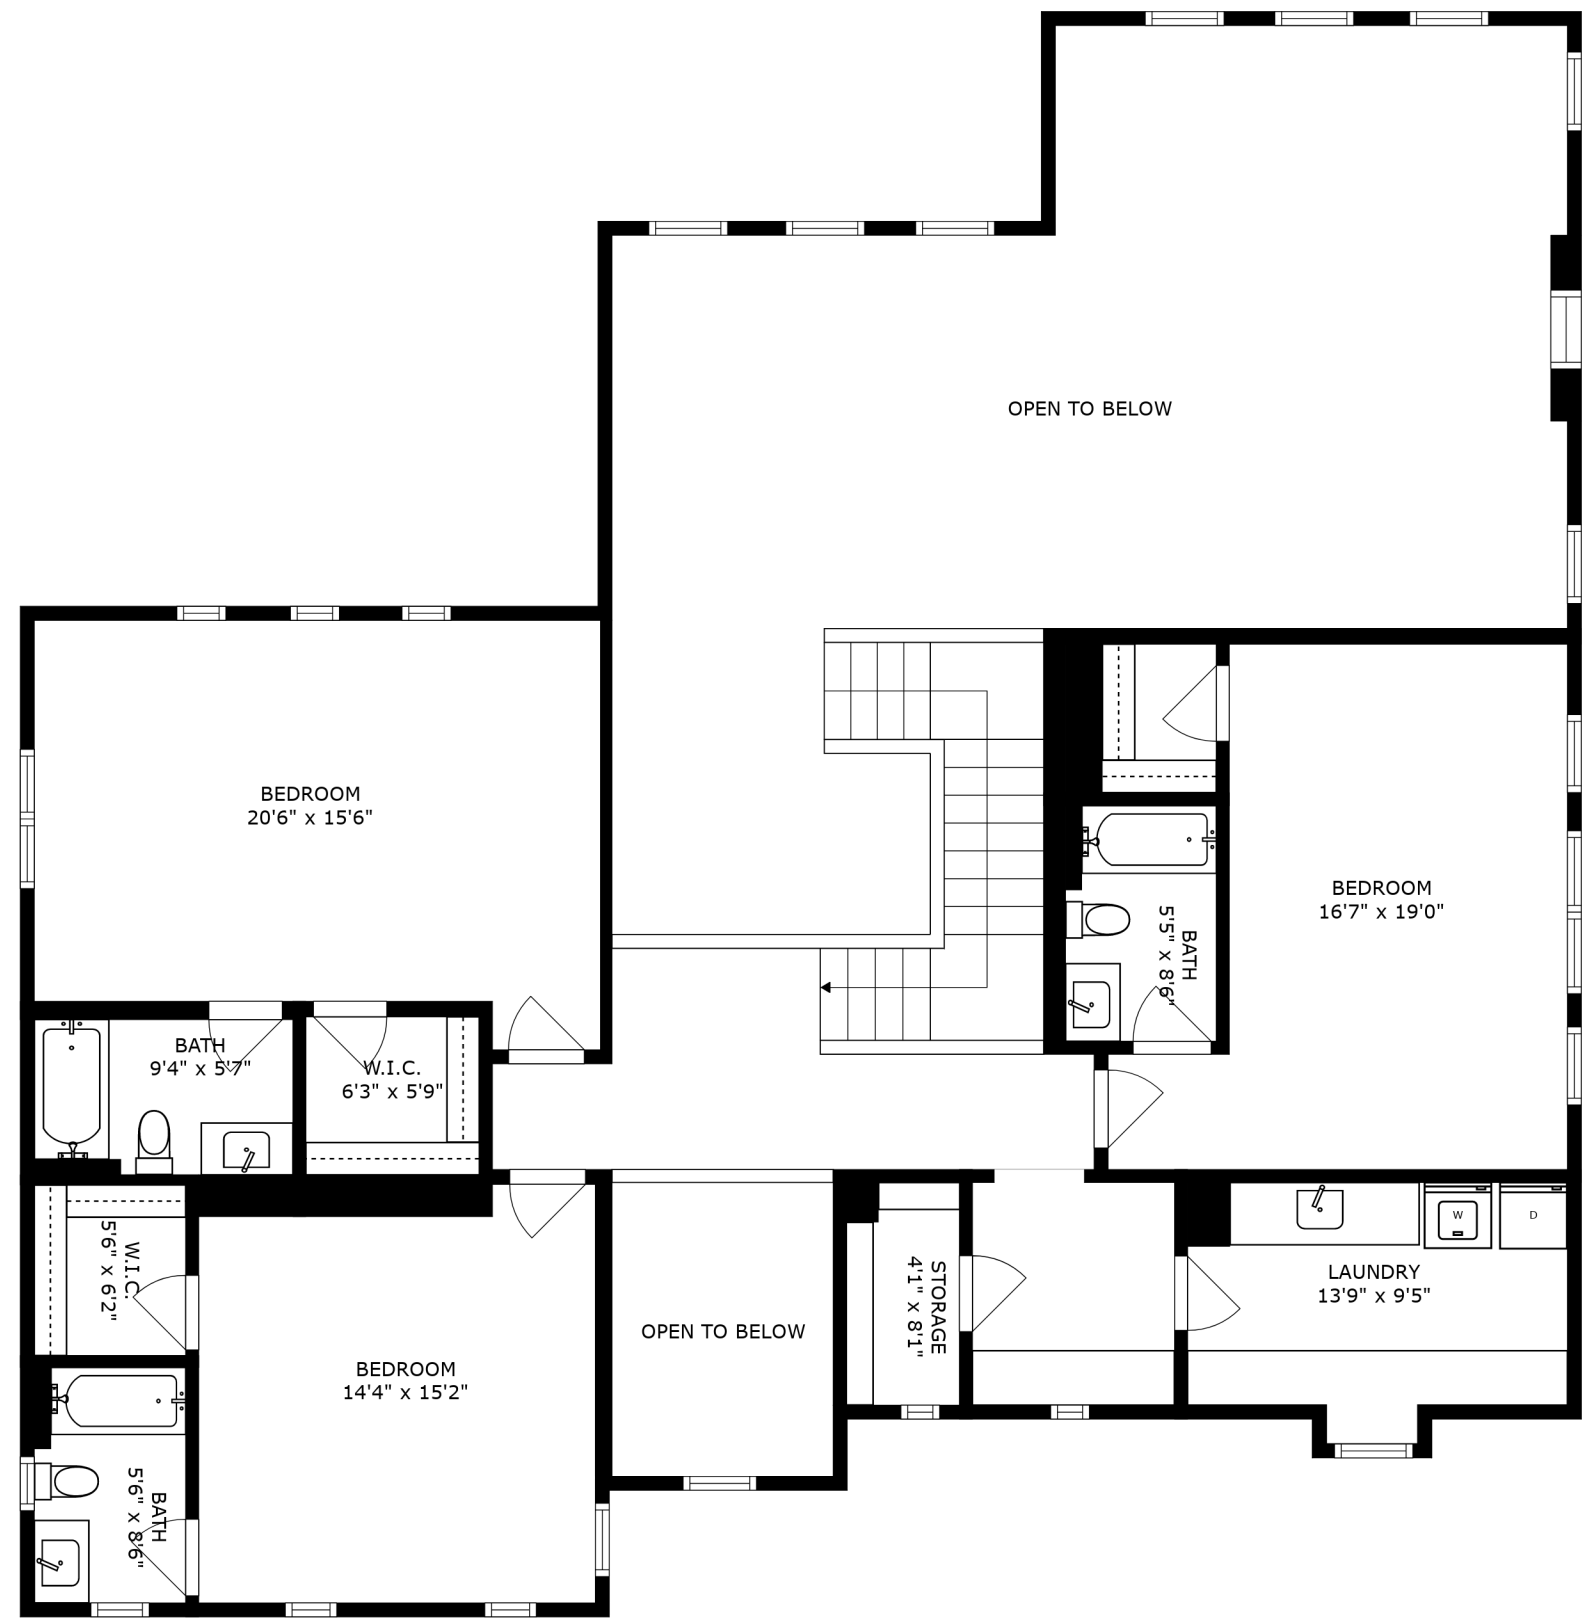 OPEN TO BELOW
BEDROOM
20'6" x 15'6"
BEDROOM
16'7" x 19'0"
BATH
5'5" x 8'6"
BATH
9'4" x 5'7"
W.I.C.
6'3" x 5'9"
W.I.C.
5'6" x 6'2"
W
D
LAUNDRY
13'9" x 9'5"
STORAGE
4'1" x 8'1"
OPEN TO BELOW
BEDROOM
14'4" x 15'2"
BATH
5'6" x 8'6"